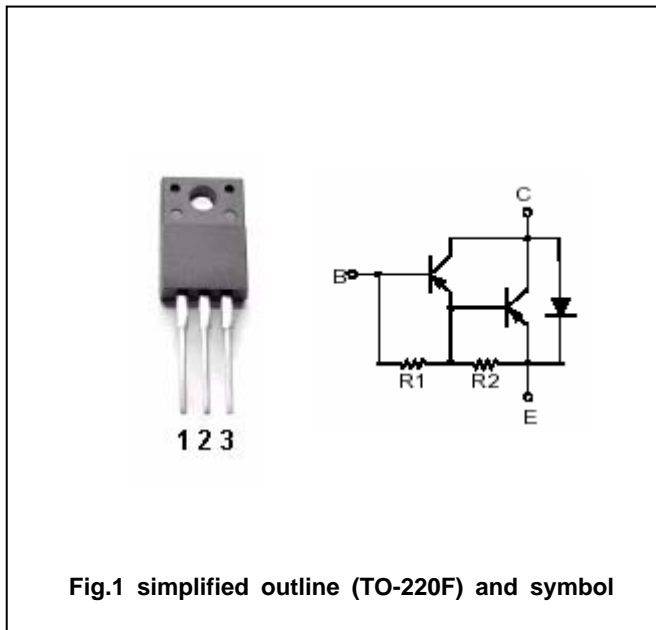 C
B
R1 R2
E
1 2 3
Fig.1 simplified outline (TO-220F) and symbol